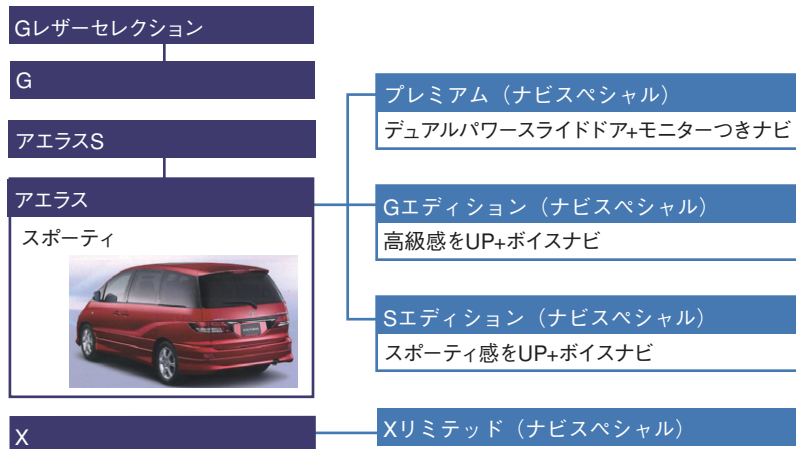 Gレザーセレクション
G
アエラスS
アエラス
スポーティ
X
プレミアム（ナビスペシャル）
デュアルパワースライドドア+モニターつきナビ
Gエディション（ナビスペシャル）
高級感をUP+ボイスナビ
Sエディション（ナビスペシャル）
スポーティ感をUP+ボイスナビ
Xリミテッド（ナビスペシャル）